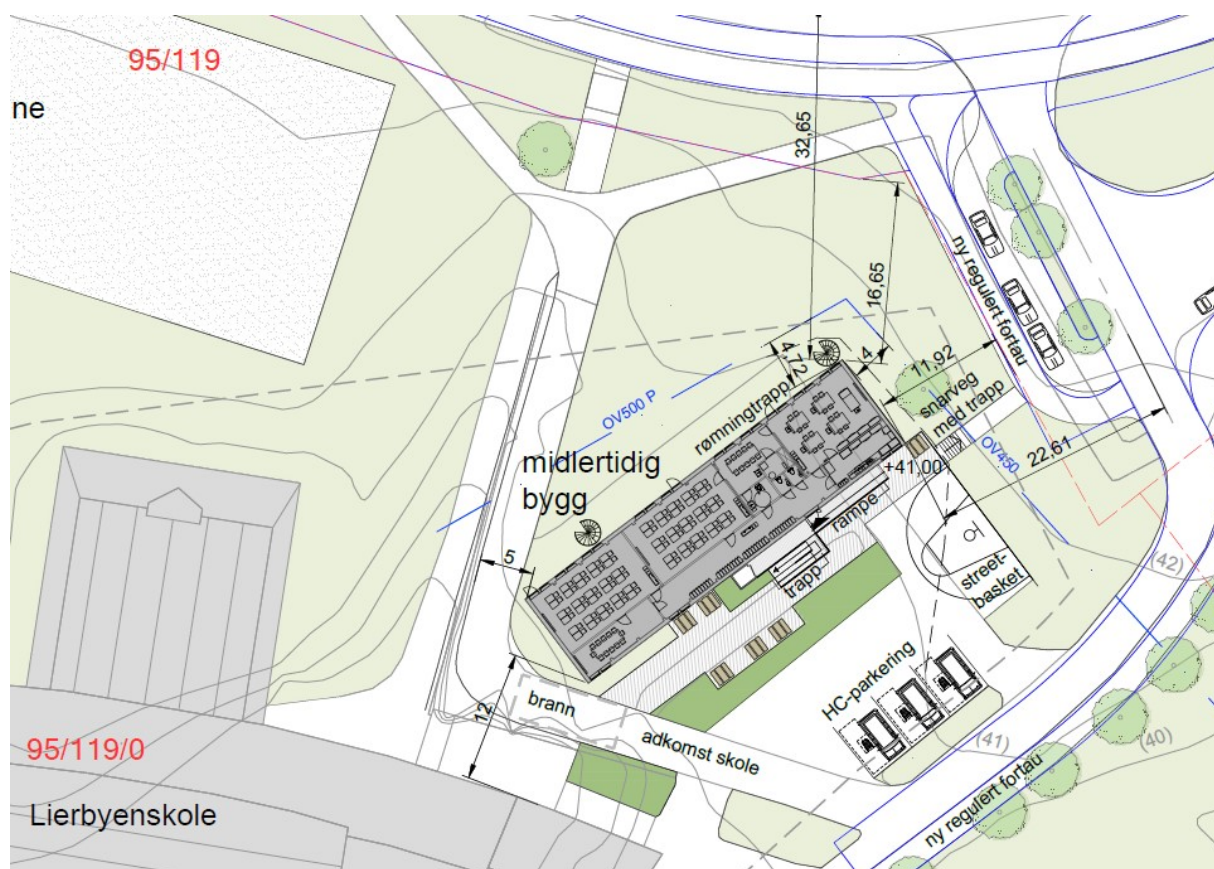 95/119
ne
32,65
16,65
ny regulert fortau
4,72
4
11,92
snarveg
med trapp
rømningtrapp
OV500 P
OV450
22,61
midlertidig
bygg
+41,00
rampe
trapp
street-
basket
5
(42)
HC-parkering
12
brann
adkomst skole
(41)
(40)
ny regulert fortau
95/119/0
Lierbyenskole